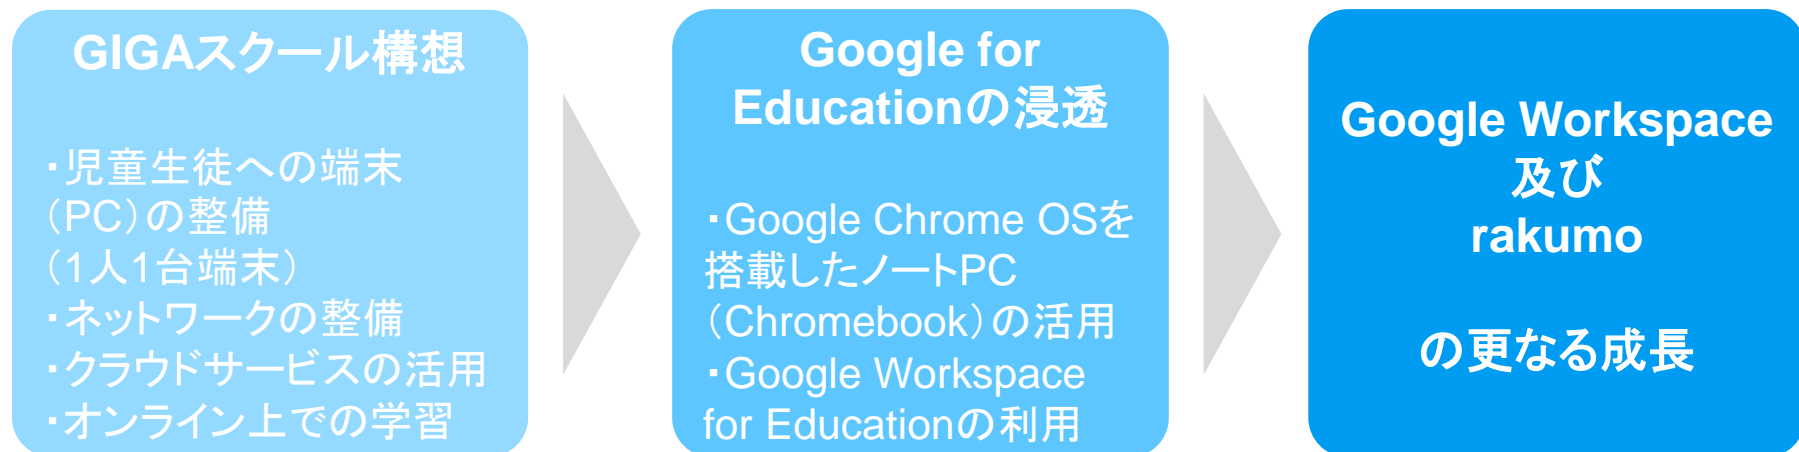 GIGAスクール構想
・児童生徒への端末
（PC）の整備
（1人1台端末）
・ネットワークの整備
・クラウドサービスの活用
・オンライン上での学習
Google for
Educationの浸透
・Google Chrome OSを
搭載したノートPC
（Chromebook）の活用
・Google Workspace
for Educationの利用
Google Workspace
及び
rakumo
の更なる成長